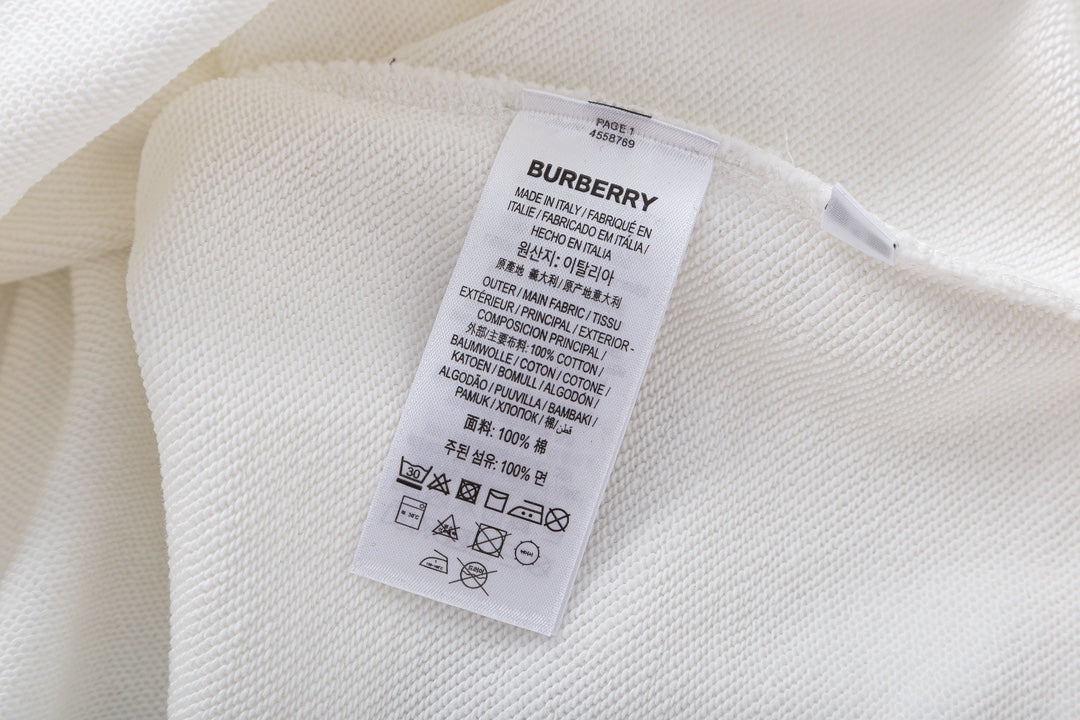 PAGE 1
4558769
BURBERRY
MADE IN ITALY / FABRIQUÉ EN
ITALIE / FABRICADO EM ITÁLIA /
HECHO EN ITALIA
원산지: 이탈리아
原產地 義大利 / 原产地意大利
OUTER / MAIN FABRIC / TISSU
EXTÉRIEUR / PRINCIPAL / EXTERIOR -
COMPOSICION PRINCIPAL /
外部/主要布料: 100% COTTON /
BAUMWOLLE / COTON / COTONE /
KATOEN / BOMULL / ALGODÓN /
ALGODÃO / PUUVILLA / BAMBAKI /
PAMUK / ХЛОПОК / 棉/قطن
面料: 100% 棉
주된 섬유: 100% 면
30